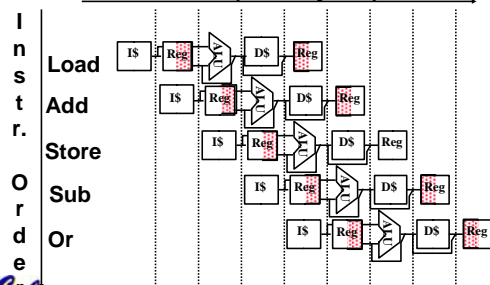 I
n
s
t
r.
O
r
d
e
Load I$ Reg ALU D$ Reg
Add I$ Reg ALU D$ Reg
Store I$ Reg ALU D$ Reg
Sub I$ Reg ALU D$ Reg
Or I$ Reg ALU D$ Reg